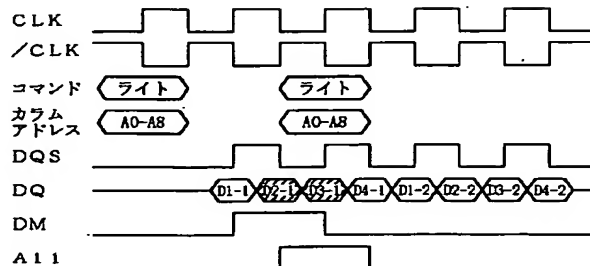 CLK
/CLK
コマンド ライト ライト
カラム
アドレス A0-A8 A0-A8
DQS
DQ D1-1 D2-1 D3-1 D4-1 D1-2 D2-2 D3-2 D4-2
DM
A11